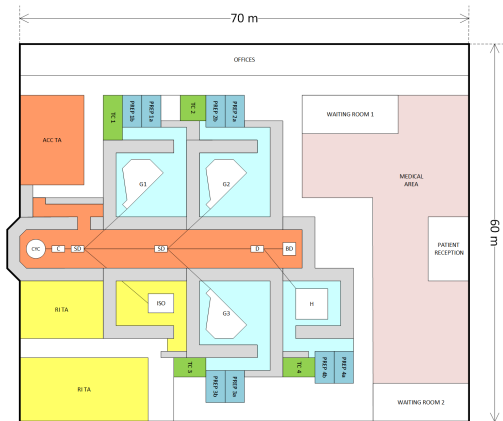 70 m
OFFICES
TC 1
PREP 1b
PREP 1a
TC 2
PREP 2b
PREP 2a
WAITING ROOM 1
ACC TA
MEDICAL
AREA
G1
G2
60 m
PATIENT
RECEPTION
CYC
C
SD
SD
D
BD
RI TA
ISO
G3
H
TC 3
PREP 3b
PREP 3a
TC 4
PREP 4b
PREP 4a
RI TA
WAITING ROOM 2